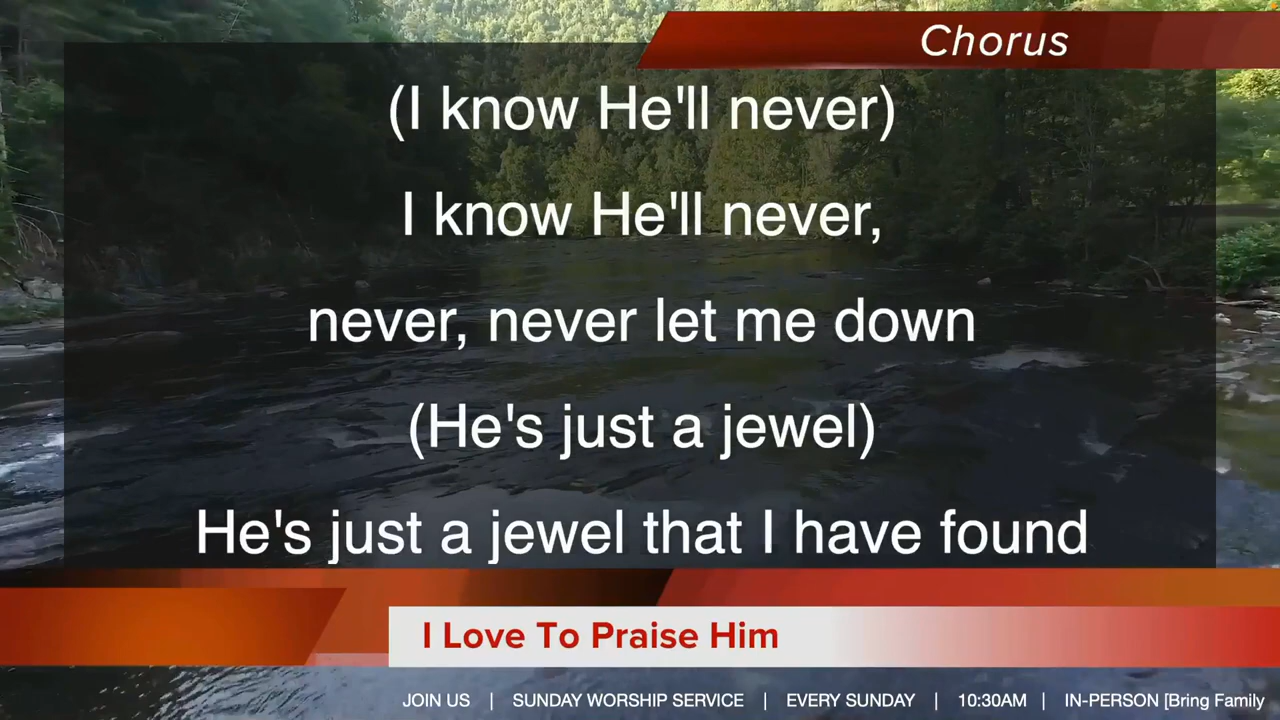 Chorus
(I know He'll never)
I know He'll never,
never, never let me down
(He's just a jewel)
He's just a jewel that I have found
I Love To Praise Him
JOIN US | SUNDAY WORSHIP SERVICE | EVERY SUNDAY | 10:30AM | IN-PERSON [Bring Family